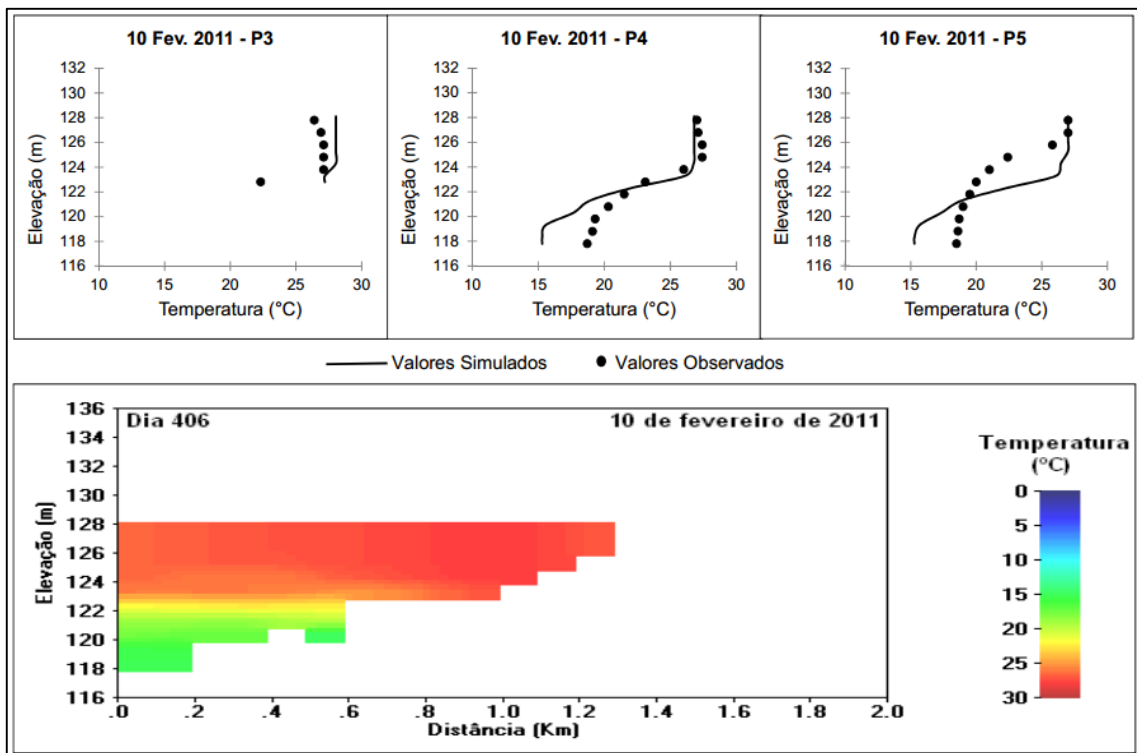 10 Fev. 2011 - P3
Elevação (m)
132
130
128
126
124
122
120
118
116
10 15 20 25 30
Temperatura (°C)
10 Fev. 2011 - P4
Elevação (m)
132
130
128
126
124
122
120
118
116
10 15 20 25 30
Temperatura (°C)
10 Fev. 2011 - P5
Elevação (m)
132
130
128
126
124
122
120
118
116
10 15 20 25 30
Temperatura (°C)
Valores Simulados Valores Observados
Dia 406 10 de fevereiro de 2011
Elevação (m)
136
134
132
130
128
126
124
122
120
118
116
.0 .2 .4 .6 .8 1.0 1.2 1.4 1.6 1.8 2.0
Distância (Km)
Temperatura
(°C)
0
5
10
15
20
25
30